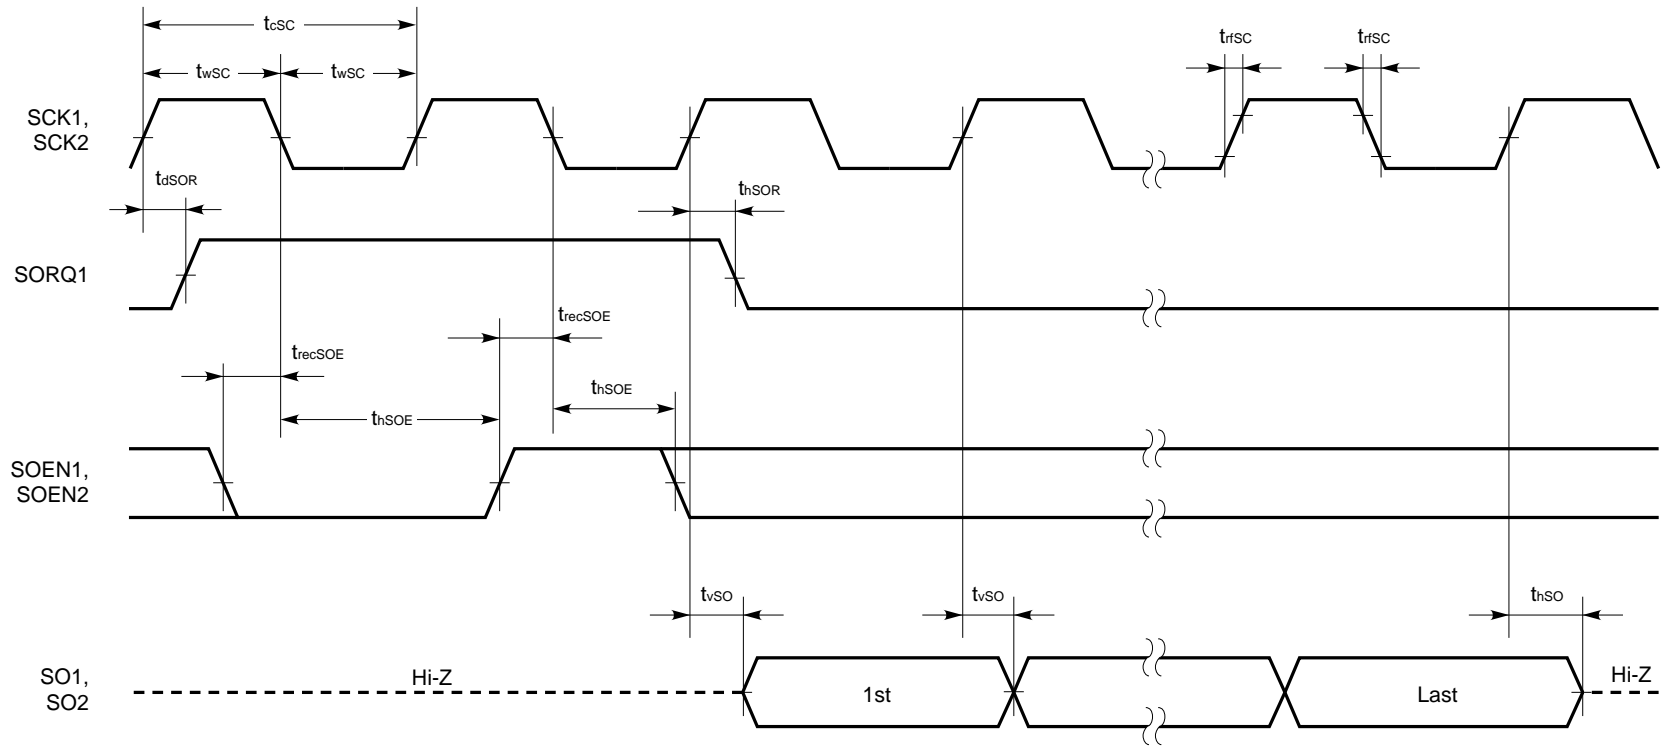 tcSC
twSC twSC
trfSC trfSC
SCK1,
SCK2
tdSOR
thSOR
SORQ1
trecSOE
trecSOE
thSOE
thSOE
SOEN1,
SOEN2
tvSO tvSO thSO
SO1,
SO2
Hi-Z
1st
Last
Hi-Z